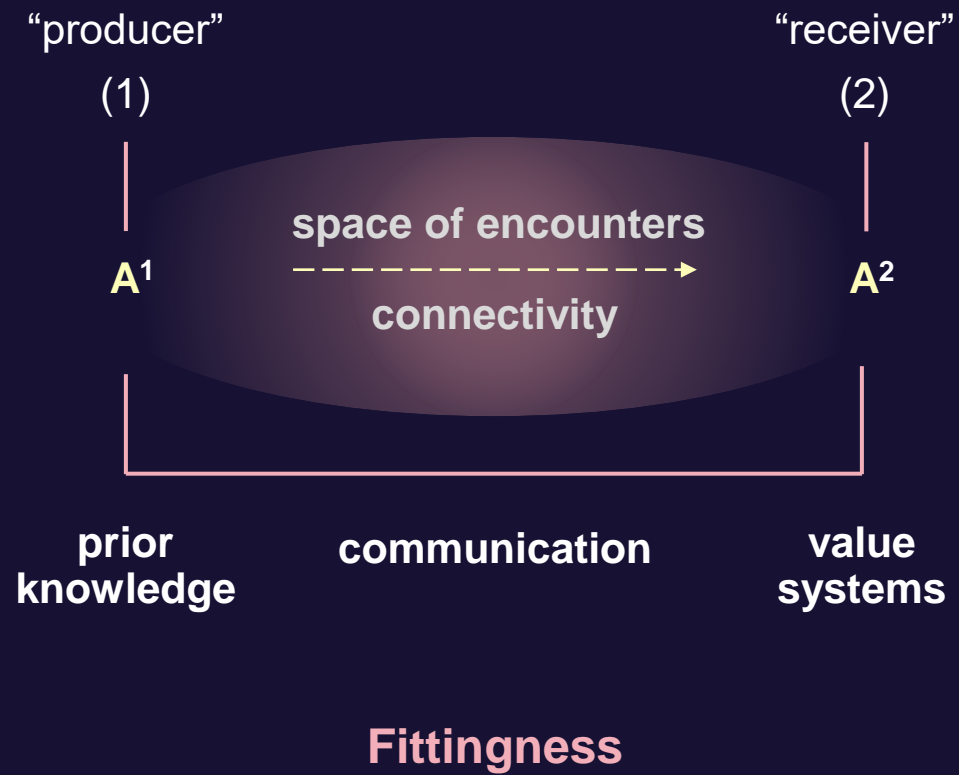 “producer”
“receiver”
(1)
(2)
space of encounters
A¹
A²
connectivity
prior
knowledge
communication
value
systems
Fittingness